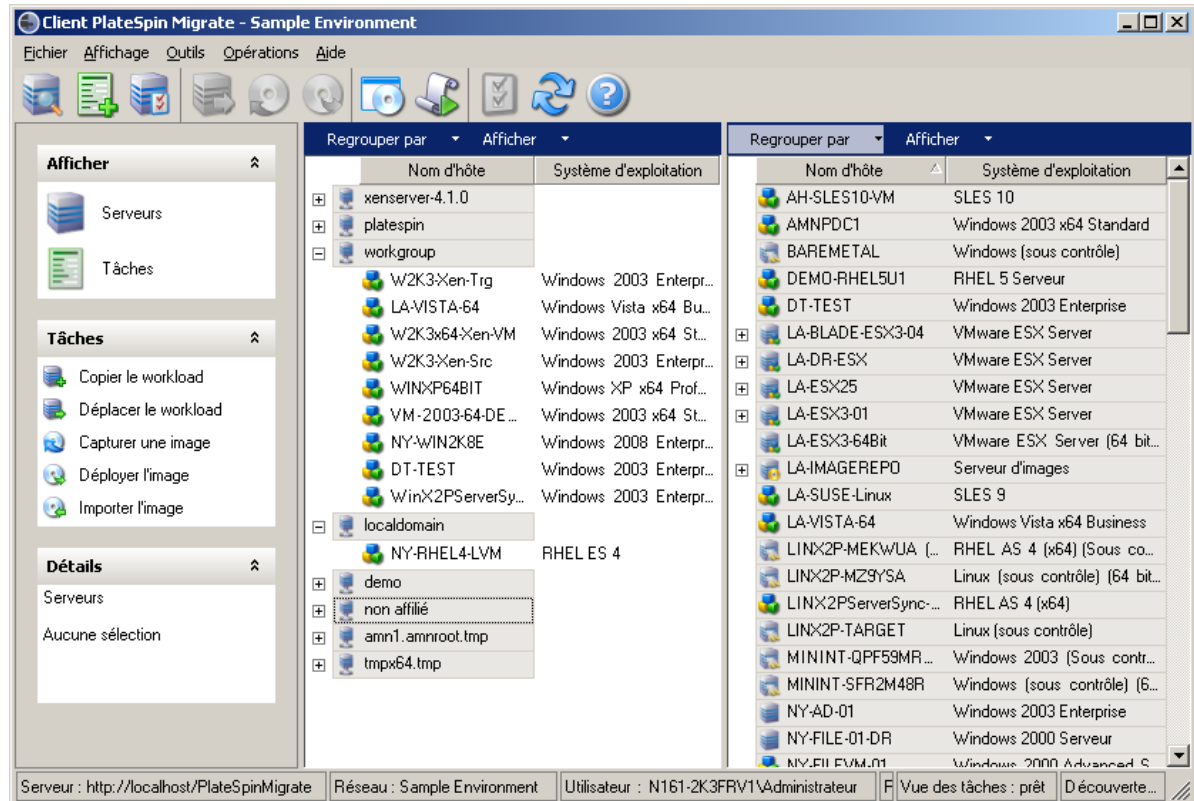 Client PlateSpin Migrate - Sample Environment
Fichier Affichage Outils Opérations Aide
Afficher
Serveurs
Tâches
Tâches
Copier le workload
Déplacer le workload
Capturer une image
Déployer l'image
Importer l'image
Détails
Serveurs
Aucune sélection
Regrouper par Afficher
Nom d'hôte Système d'exploitation
xenserver-4.1.0
platespin
workgroup
W2K3-Xen-Trg Windows 2003 Enterpr...
LA-VISTA-64 Windows Vista x64 Bu...
W2K3x64-Xen-VM Windows 2003 x64 St...
W2K3-Xen-Src Windows 2003 Enterpr...
WINXP64BIT Windows XP x64 Prof...
VM-2003-64-DE... Windows 2003 x64 St...
NY-WIN2K8E Windows 2008 Enterpr...
DT-TEST Windows 2003 Enterpr...
WinX2PServerSy... Windows 2003 Enterpr...
localdomain
NY-RHEL4-LVM RHEL ES 4
demo
non affilié
amn1.amnroot.tmp
tmpx64.tmp
Regrouper par Afficher
Nom d'hôte Système d'exploitation
AH-SLES10-VM SLES 10
AMNPDC1 Windows 2003 x64 Standard
BAREMETAL Windows (sous contrôle)
DEMO-RHEL5U1 RHEL 5 Serveur
DT-TEST Windows 2003 Enterprise
LA-BLADE-ESX3-04 VMware ESX Server
LA-DR-ESX VMware ESX Server
LA-ESX25 VMware ESX Server
LA-ESX3-01 VMware ESX Server
LA-ESX3-64Bit VMware ESX Server (64 bit...
LA-IMAGEREPO Serveur d'images
LA-SUSE-Linux SLES 9
LA-VISTA-64 Windows Vista x64 Business
LINX2P-MEKWUA (... RHEL AS 4 (x64) (Sous co...
LINX2P-MZ9YSA Linux (sous contrôle) (64 bit...
LINX2PServerSync-... RHEL AS 4 (x64)
LINX2P-TARGET Linux (sous contrôle)
MININT-QPF59MR... Windows 2003 (Sous contr...
MININT-SFR2M48R Windows (sous contrôle) (6...
NY-AD-01 Windows 2003 Enterprise
NY-FILE-01-DR Windows 2000 Serveur
NY-FILEVM-01 Windows 2000 Advanced S
Serveur : http://localhost/PlateSpinMigrate Réseau : Sample Environment Utilisateur : N161-2K3FRV1\Administrateur F Vue des tâches : prêt Découverte...